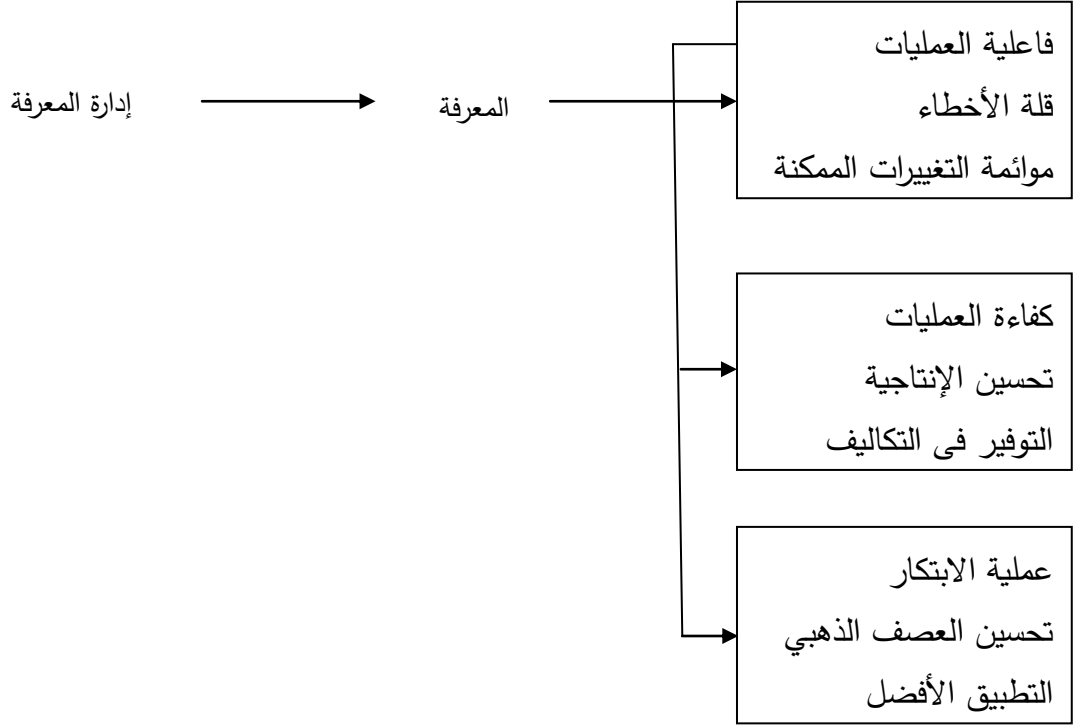 إدارة المعرفة
المعرفة
فاعلية العمليات
قلة الأخطاء
موائمة التغييرات الممكنة
كفاءة العمليات
تحسين الإنتاجية
التوفير فى التكاليف
عملية الابتكار
تحسين العصف الذهبي
التطبيق الأفضل